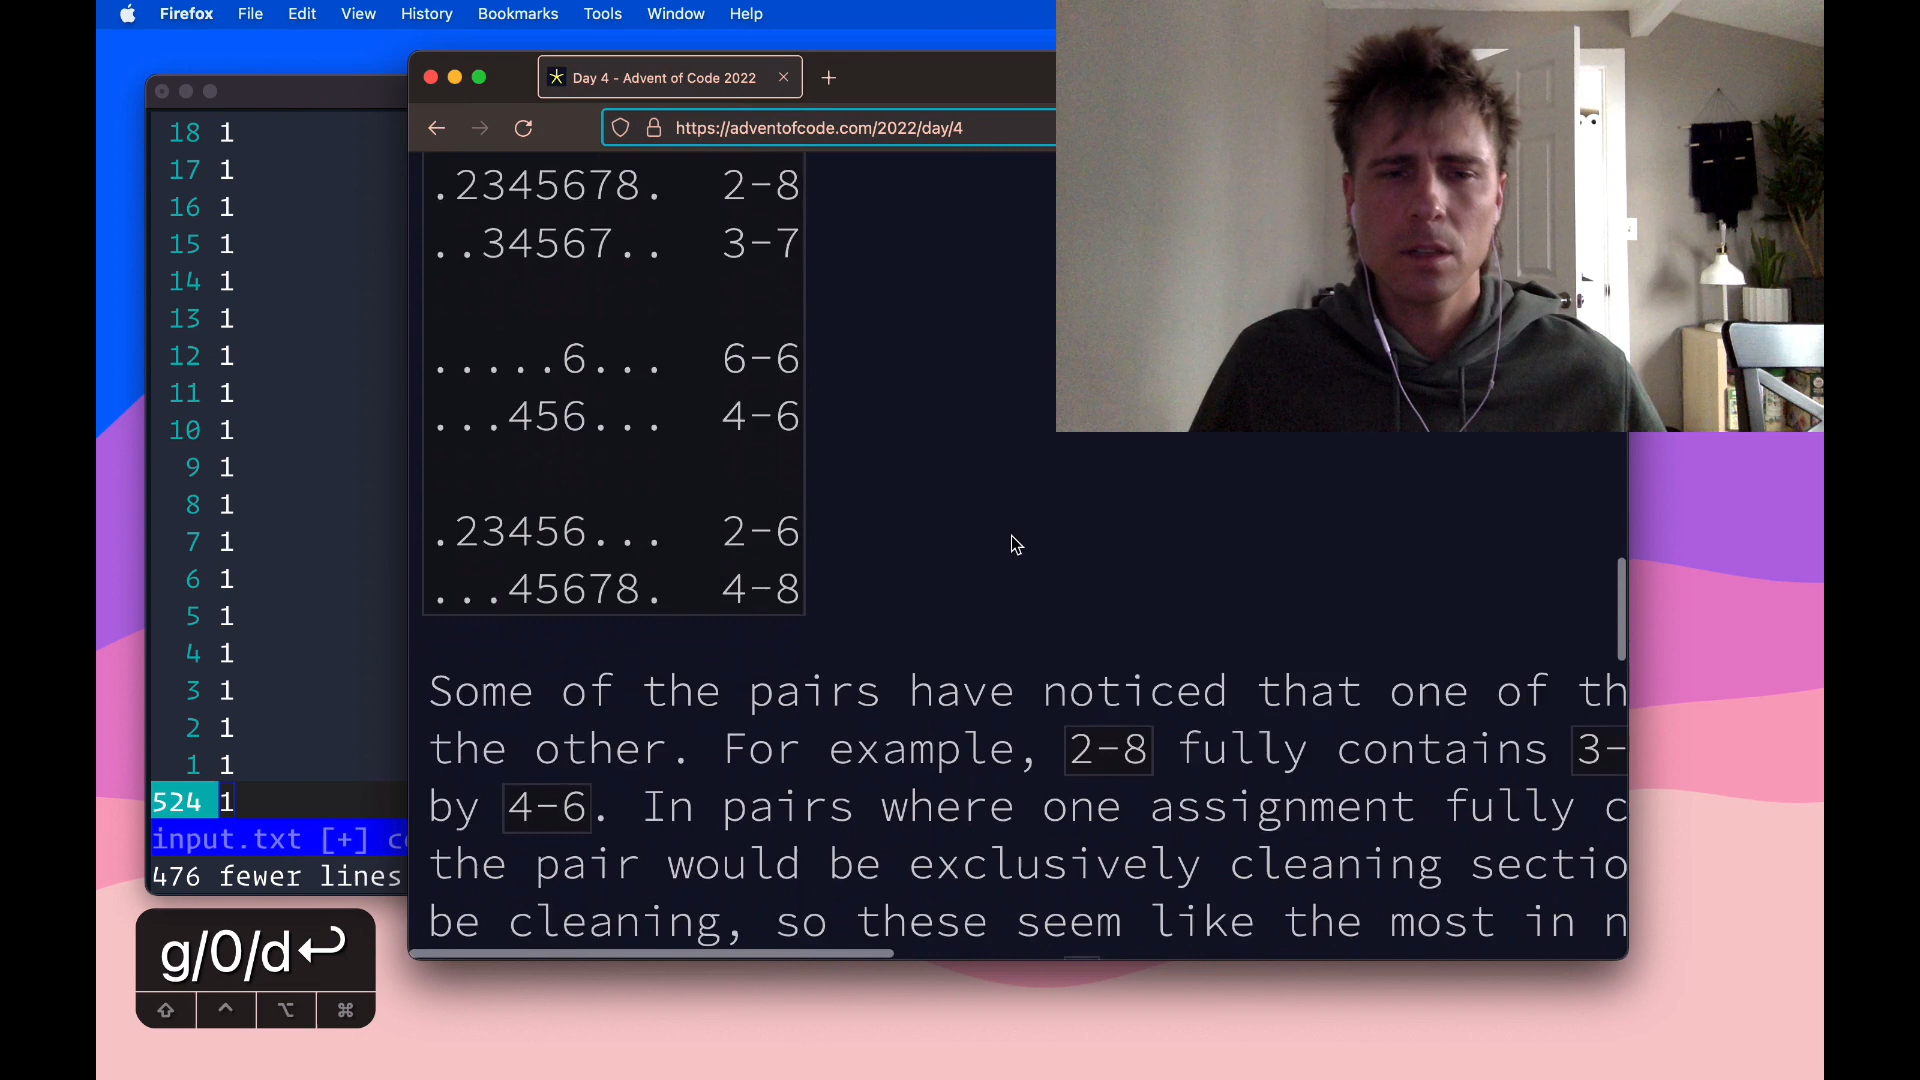 Firefox File Edit View History Bookmarks Tools Window Help
Day 4 - Advent of Code 2022
https://adventofcode.com/2022/day/4
18 1
17 1
16 1
15 1
14 1
13 1
12 1
11 1
10 1
9 1
8 1
7 1
6 1
5 1
4 1
3 1
2 1
1 1
524 1
input.txt [+] c
476 fewer lines
.2345678. 2-8
..34567.. 3-7
.....6... 6-6
...456... 4-6
.23456... 2-6
...45678. 4-8
Some of the pairs have noticed that one of th
the other. For example, 2-8 fully contains 3-
by 4-6. In pairs where one assignment fully c
the pair would be exclusively cleaning sectio
be cleaning, so these seem like the most in n
g/0/d↩